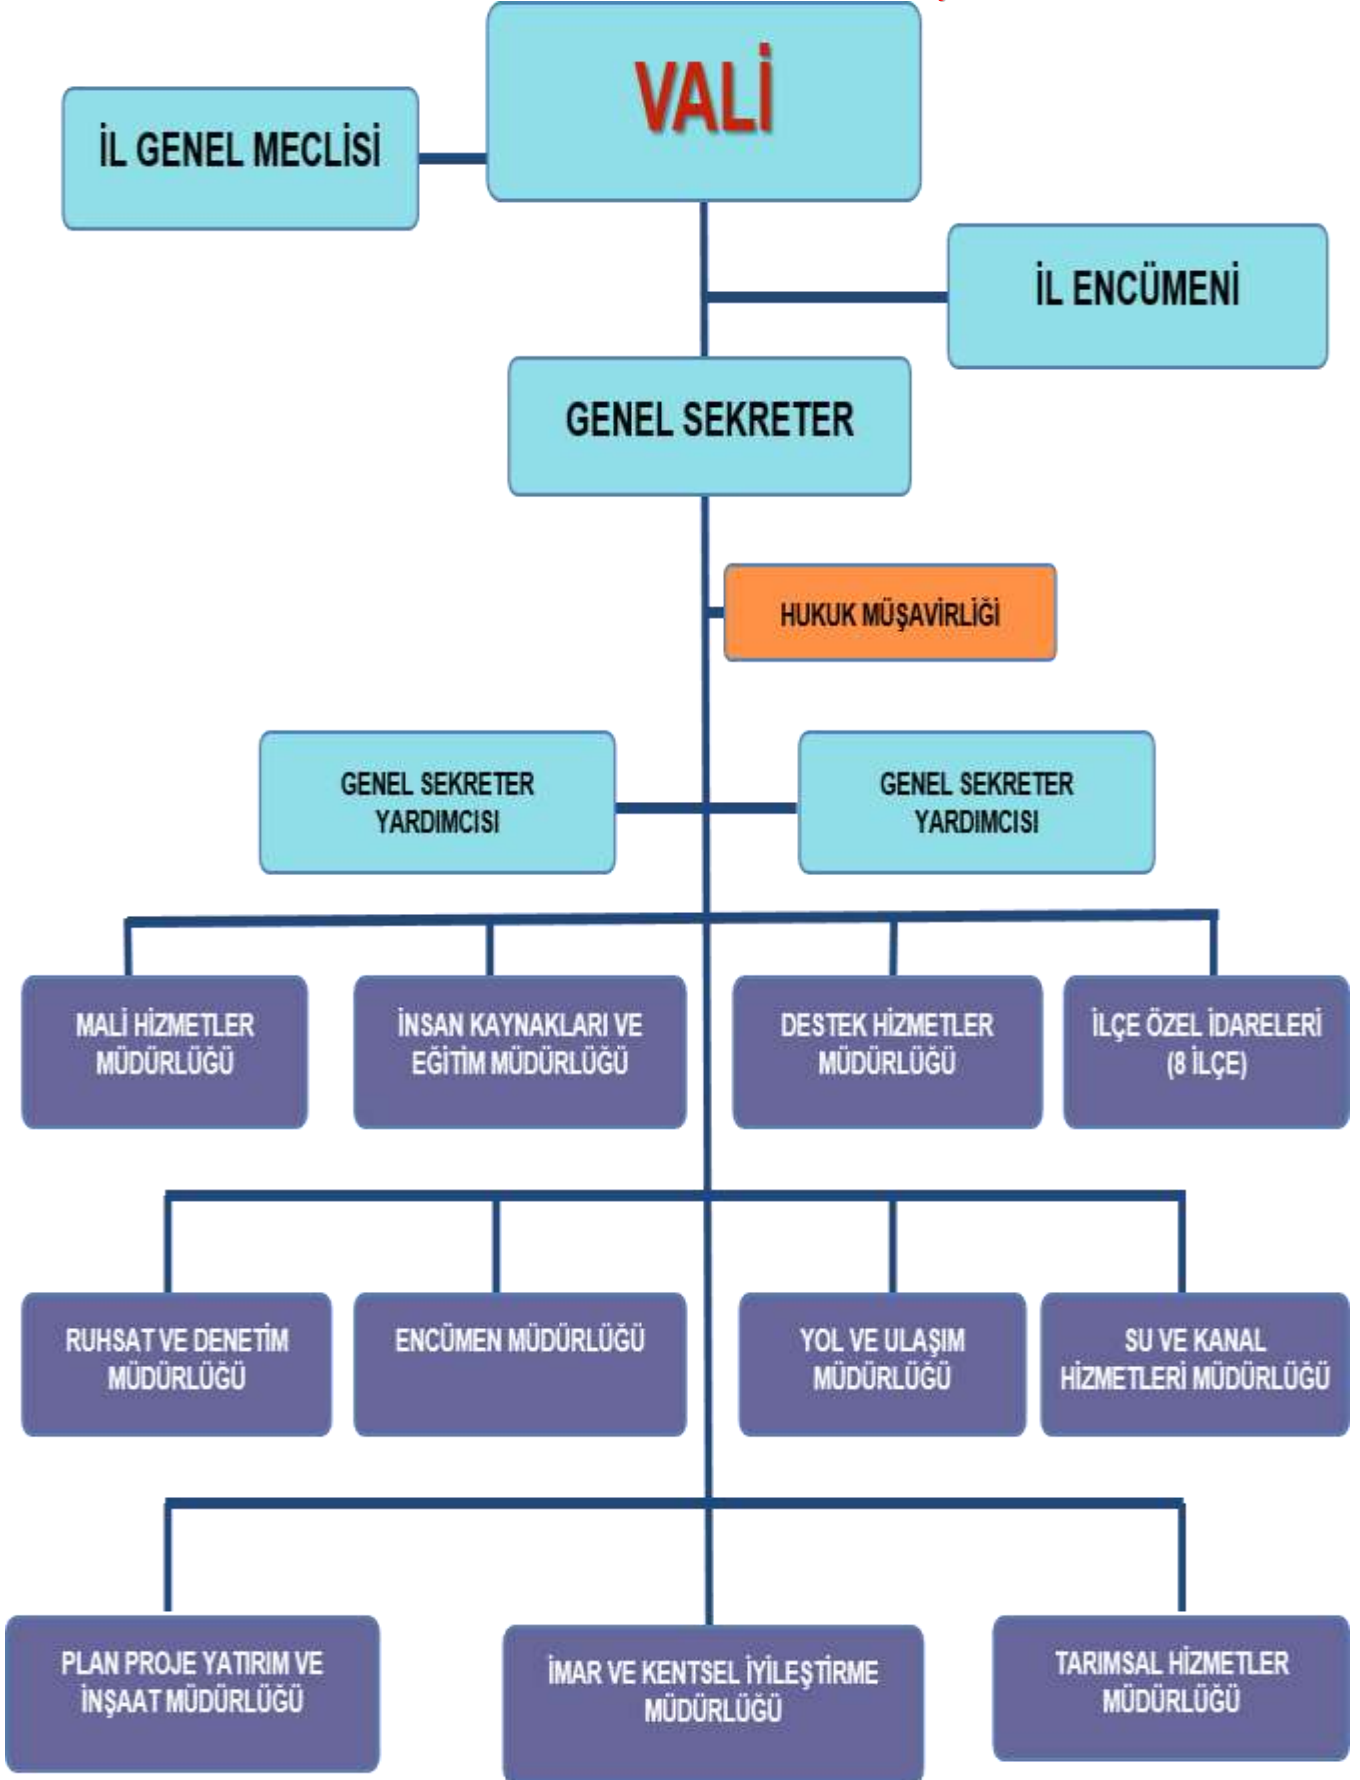 VALİ
İL GENEL MECLİSİ
İL ENCÜMENİ
GENEL SEKRETER
HUKUK MÜŞAVİRLİĞİ
GENEL SEKRETER
YARDIMCISI
GENEL SEKRETER
YARDIMCISI
MALİ HİZMETLER
MÜDÜRLÜĞÜ
İNSAN KAYNAKLARI VE
EĞİTİM MÜDÜRLÜĞÜ
DESTEK HİZMETLER
MÜDÜRLÜĞÜ
İLÇE ÖZEL İDARELERİ
(8 İLÇE)
RUHSAT VE DENETİM
MÜDÜRLÜĞÜ
ENCÜMEN MÜDÜRLÜĞÜ
YOL VE ULAŞIM
MÜDÜRLÜĞÜ
SU VE KANAL
HİZMETLERİ MÜDÜRLÜĞÜ
PLAN PROJE YATIRIM VE
İNŞAAT MÜDÜRLÜĞÜ
İMAR VE KENTSEL İYİLEŞTİRME
MÜDÜRLÜĞÜ
TARIMSAL HİZMETLER
MÜDÜRLÜĞÜ